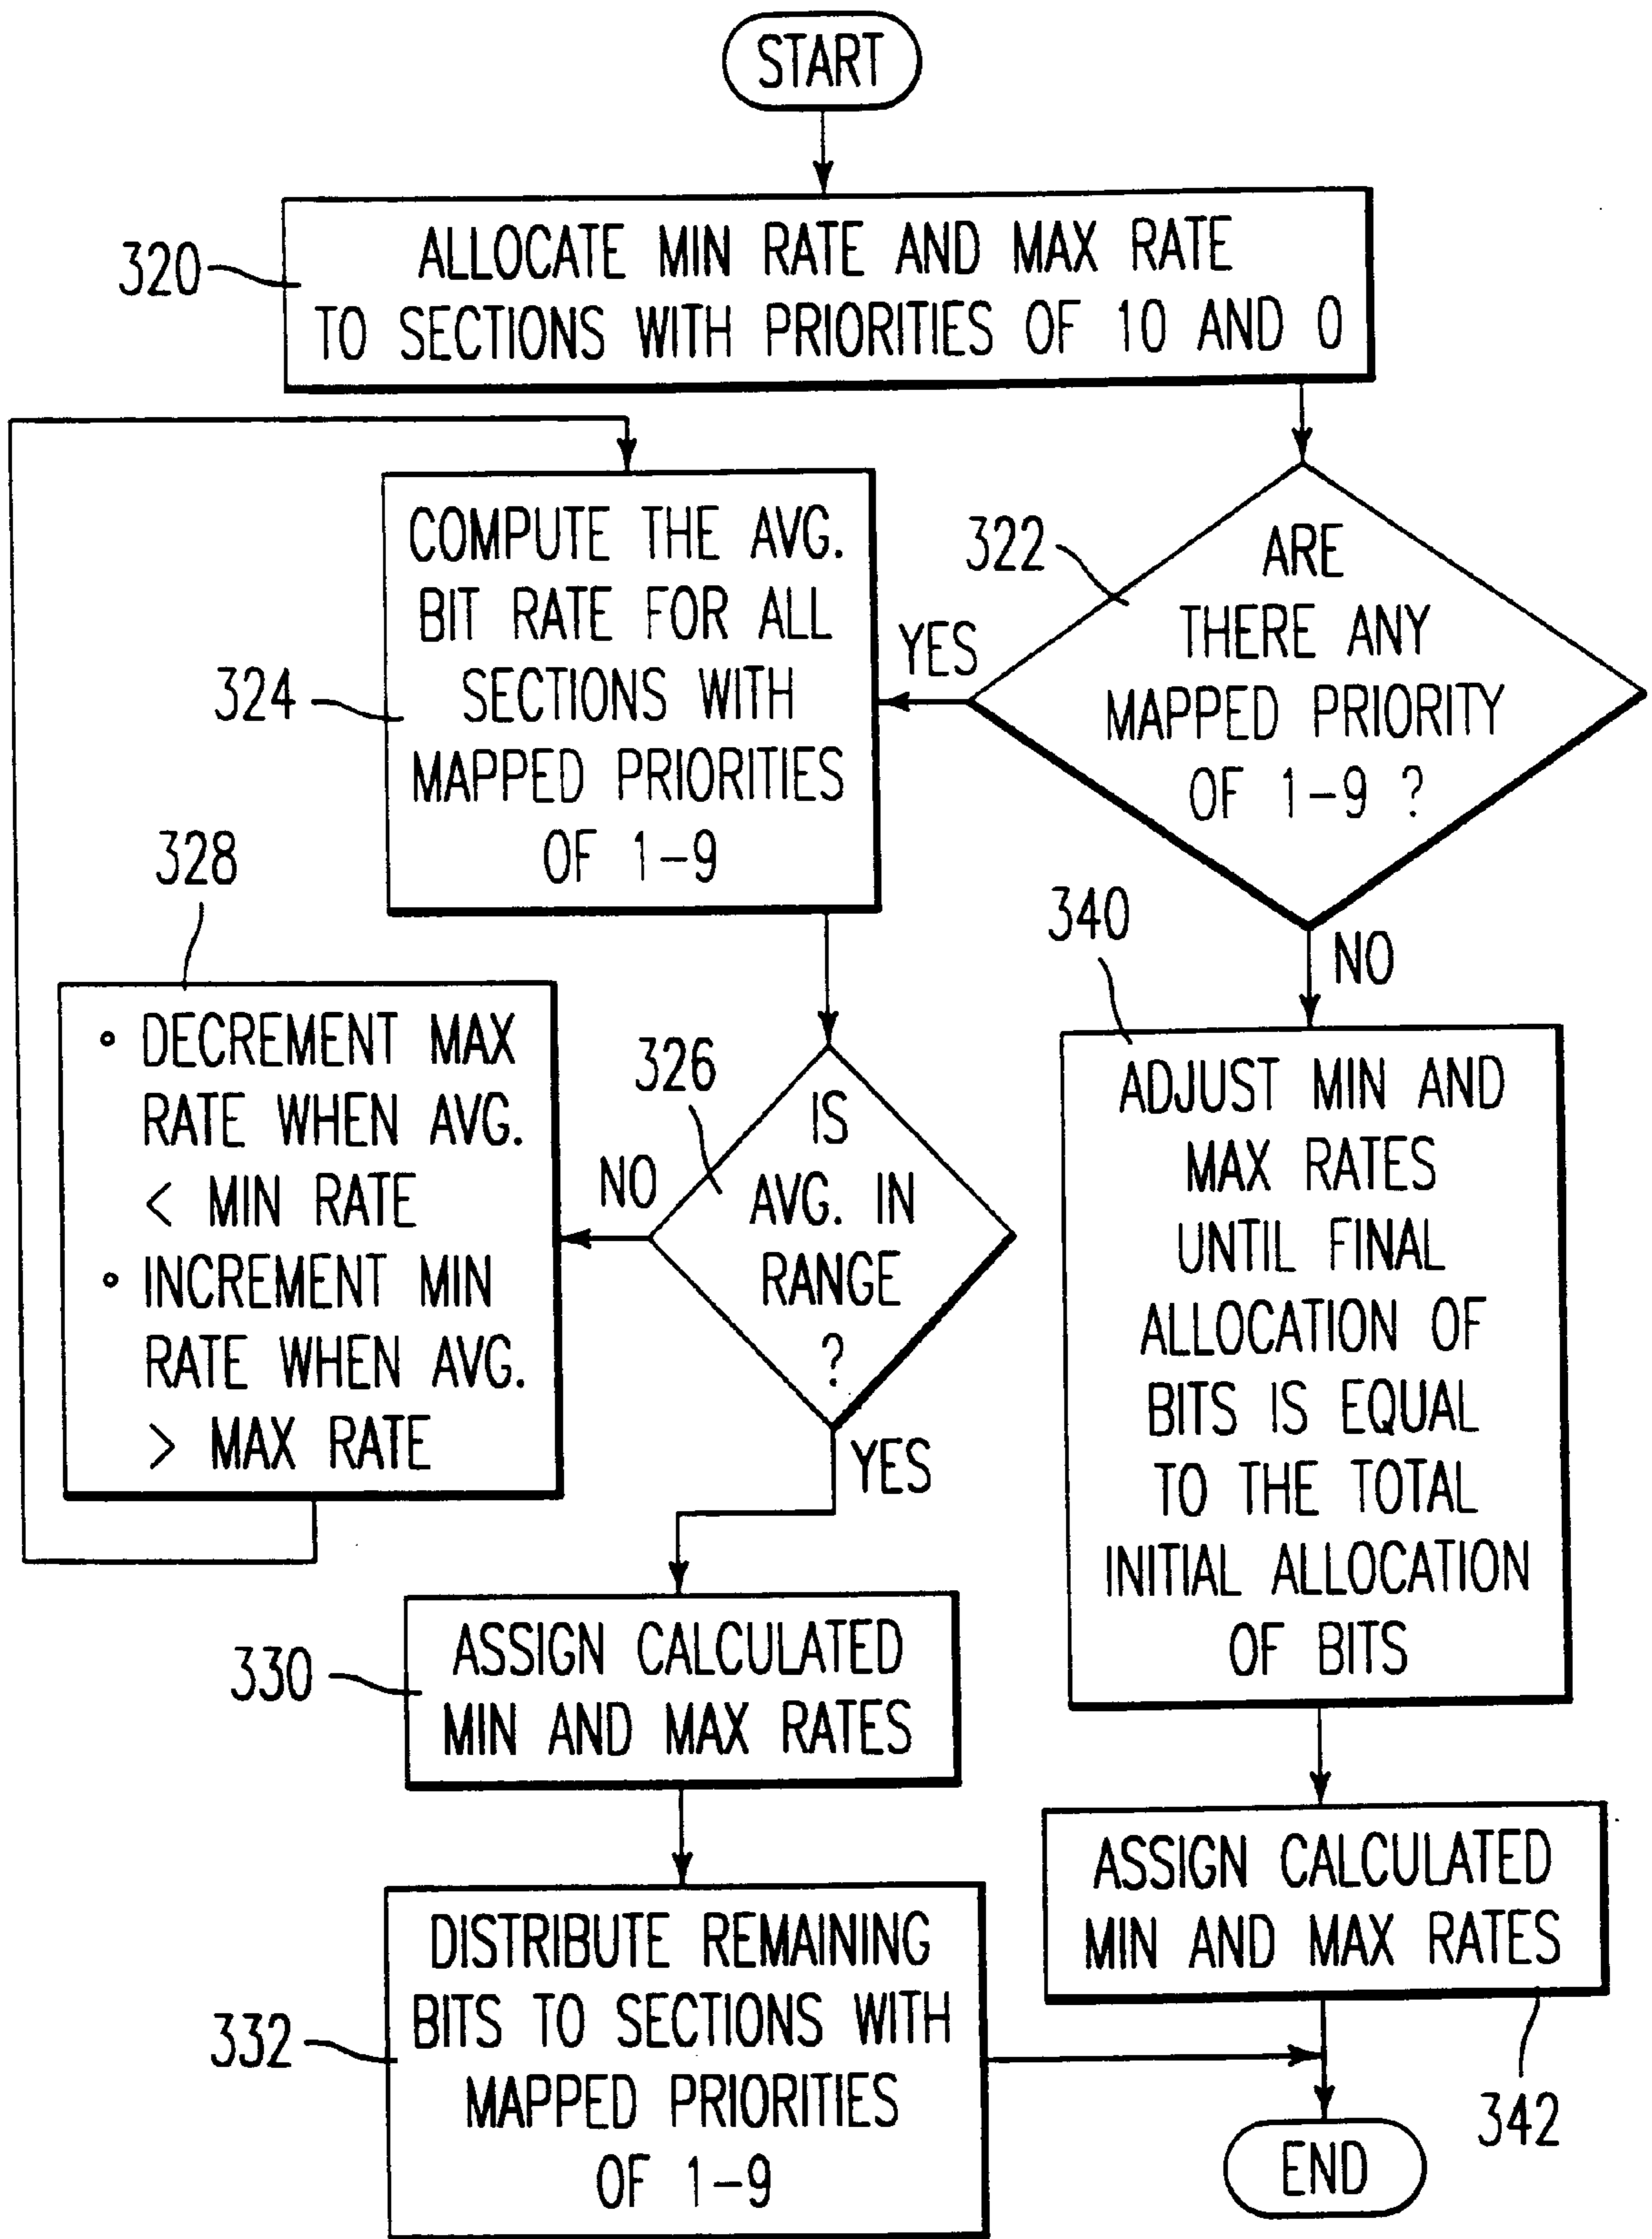 START
320
ALLOCATE MIN RATE AND MAX RATE
TO SECTIONS WITH PRIORITIES OF 10 AND 0
322
ARE
THERE ANY
MAPPED PRIORITY
OF 1-9 ?
YES
NO
324
COMPUTE THE AVG.
BIT RATE FOR ALL
SECTIONS WITH
MAPPED PRIORITIES
OF 1-9
326
IS
AVG. IN
RANGE
?
NO
YES
328
• DECREMENT MAX
RATE WHEN AVG.
< MIN RATE
• INCREMENT MIN
RATE WHEN AVG.
> MAX RATE
330
ASSIGN CALCULATED
MIN AND MAX RATES
332
DISTRIBUTE REMAINING
BITS TO SECTIONS WITH
MAPPED PRIORITIES
OF 1-9
340
ADJUST MIN AND
MAX RATES
UNTIL FINAL
ALLOCATION OF
BITS IS EQUAL
TO THE TOTAL
INITIAL ALLOCATION
OF BITS
ASSIGN CALCULATED
MIN AND MAX RATES
342
END